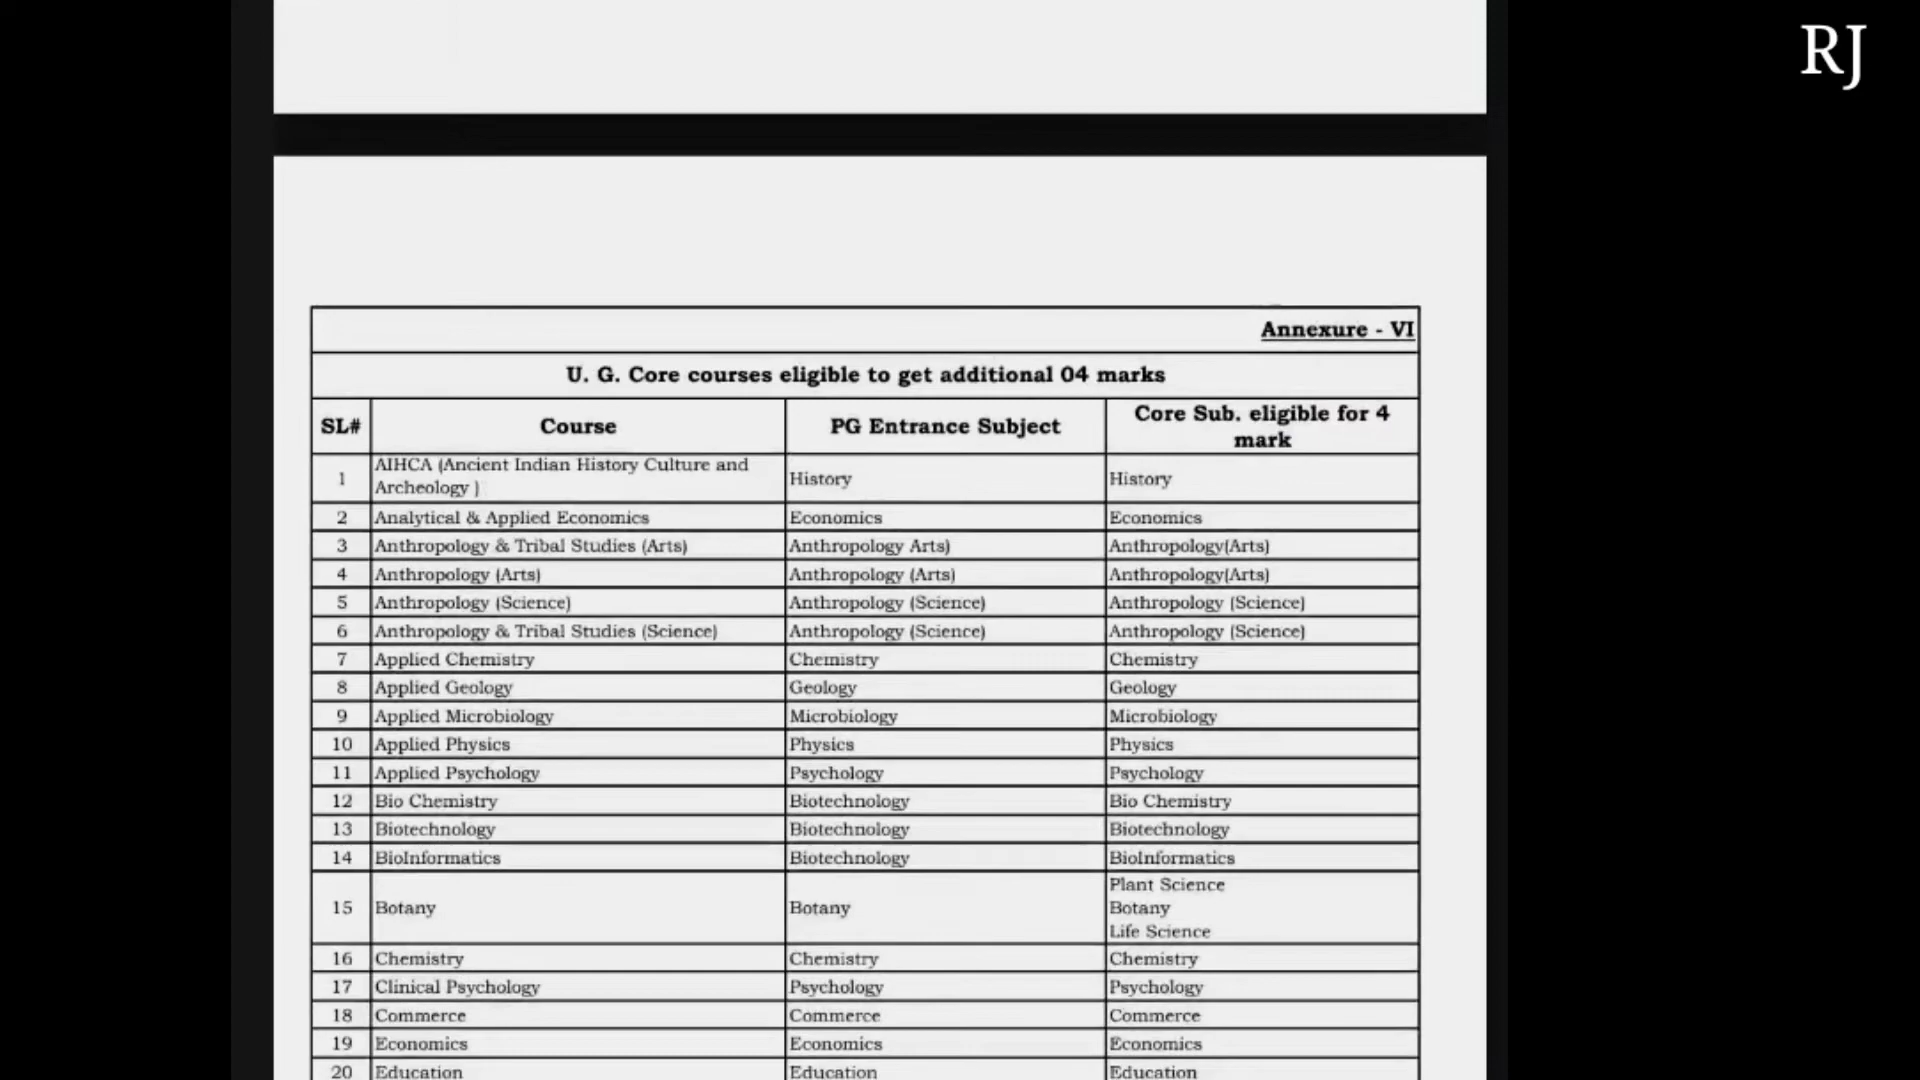 RJ
Annexure - VI
U. G. Core courses eligible to get additional 04 marks
SL# Course PG Entrance Subject Core Sub. eligible for 4 mark
1 AIHCA (Ancient Indian History Culture and Archeology ) History History
2 Analytical & Applied Economics Economics Economics
3 Anthropology & Tribal Studies (Arts) Anthropology Arts) Anthropology(Arts)
4 Anthropology (Arts) Anthropology (Arts) Anthropology(Arts)
5 Anthropology (Science) Anthropology (Science) Anthropology (Science)
6 Anthropology & Tribal Studies (Science) Anthropology (Science) Anthropology (Science)
7 Applied Chemistry Chemistry Chemistry
8 Applied Geology Geology Geology
9 Applied Microbiology Microbiology Microbiology
10 Applied Physics Physics Physics
11 Applied Psychology Psychology Psychology
12 Bio Chemistry Biotechnology Bio Chemistry
13 Biotechnology Biotechnology Biotechnology
14 BioInformatics Biotechnology BioInformatics
15 Botany Botany Plant Science
Botany
Life Science
16 Chemistry Chemistry Chemistry
17 Clinical Psychology Psychology Psychology
18 Commerce Commerce Commerce
19 Economics Economics Economics
20 Education Education Education